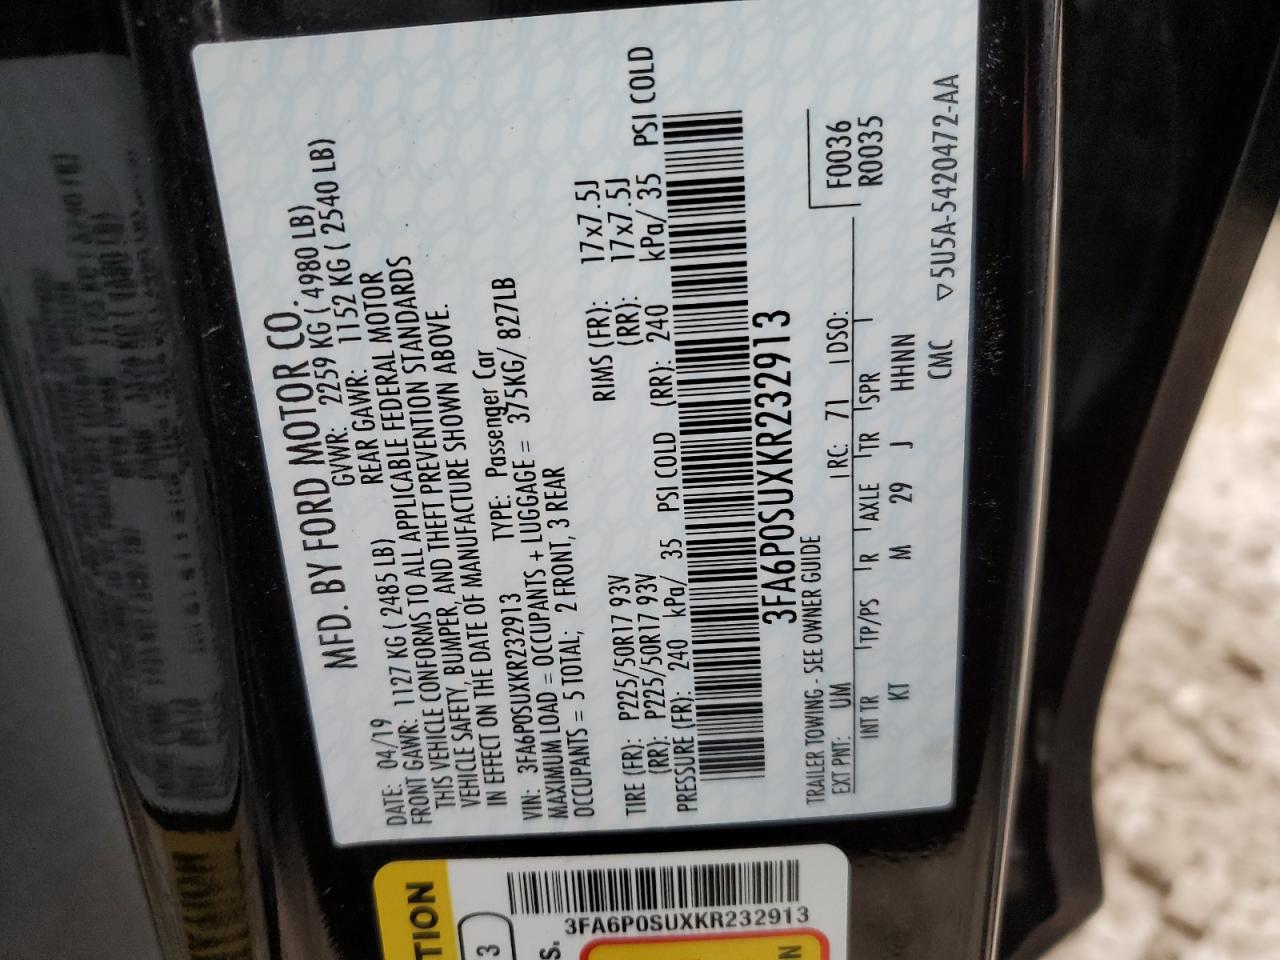 MFD. BY FORD MOTOR CO.
DATE: 04/19 GVWR: 2259 KG ( 4980 LB)
FRONT GAWR: 1127 KG ( 2485 LB) REAR GAWR: 1152 KG ( 2540 LB)
THIS VEHICLE CONFORMS TO ALL APPLICABLE FEDERAL MOTOR
VEHICLE SAFETY, BUMPER, AND THEFT PREVENTION STANDARDS
IN EFFECT ON THE DATE OF MANUFACTURE SHOWN ABOVE.
VIN: 3FA6P0SUXKR232913 TYPE: Passenger Car
MAXIMUM LOAD = OCCUPANTS + LUGGAGE = 375KG/ 827LB
OCCUPANTS = 5 TOTAL; 2 FRONT, 3 REAR
TIRE (FR): P225/50R17 93V RIMS (FR): 17x7.5J
(RR): P225/50R17 93V (RR): 17x7.5J
PRESSURE (FR): 240 kPa/ 35 PSI COLD (RR): 240 kPa/ 35 PSI COLD
3FA6P0SUXKR232913
TRAILER TOWING - SEE OWNER GUIDE F0036
EXT PNT: UM RC: 71 DSO: R0035
INT TR TP/PS R AXLE TR SPR
KT M 29 J HHNN
CMC ▽5U5A-5420472-AA
TION
3
3FA6P0SUXKR232913
S.
N